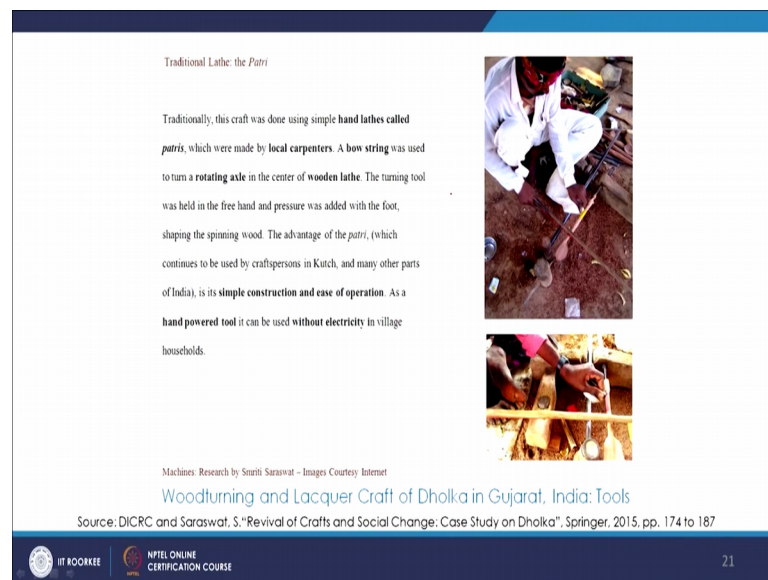 Traditional Lathe: the Patri
Traditionally, this craft was done using simple hand lathes called
patris, which were made by local carpenters. A bow string was used
to turn a rotating axle in the center of wooden lathe. The turning tool
was held in the free hand and pressure was added with the foot,
shaping the spinning wood. The advantage of the patri, (which
continues to be used by craftspersons in Kutch, and many other parts
of India), is its simple construction and ease of operation. As a
hand powered tool it can be used without electricity in village
households.
Machines: Research by Smriti Saraswat – Images Courtesy Internet
Woodturning and Lacquer Craft of Dholka in Gujarat, India: Tools
Source: DICRC and Saraswat, S.“Revival of Crafts and Social Change: Case Study on Dholka”, Springer, 2015, pp. 174 to 187
IIT ROORKEE
NPTEL ONLINE
CERTIFICATION COURSE
21